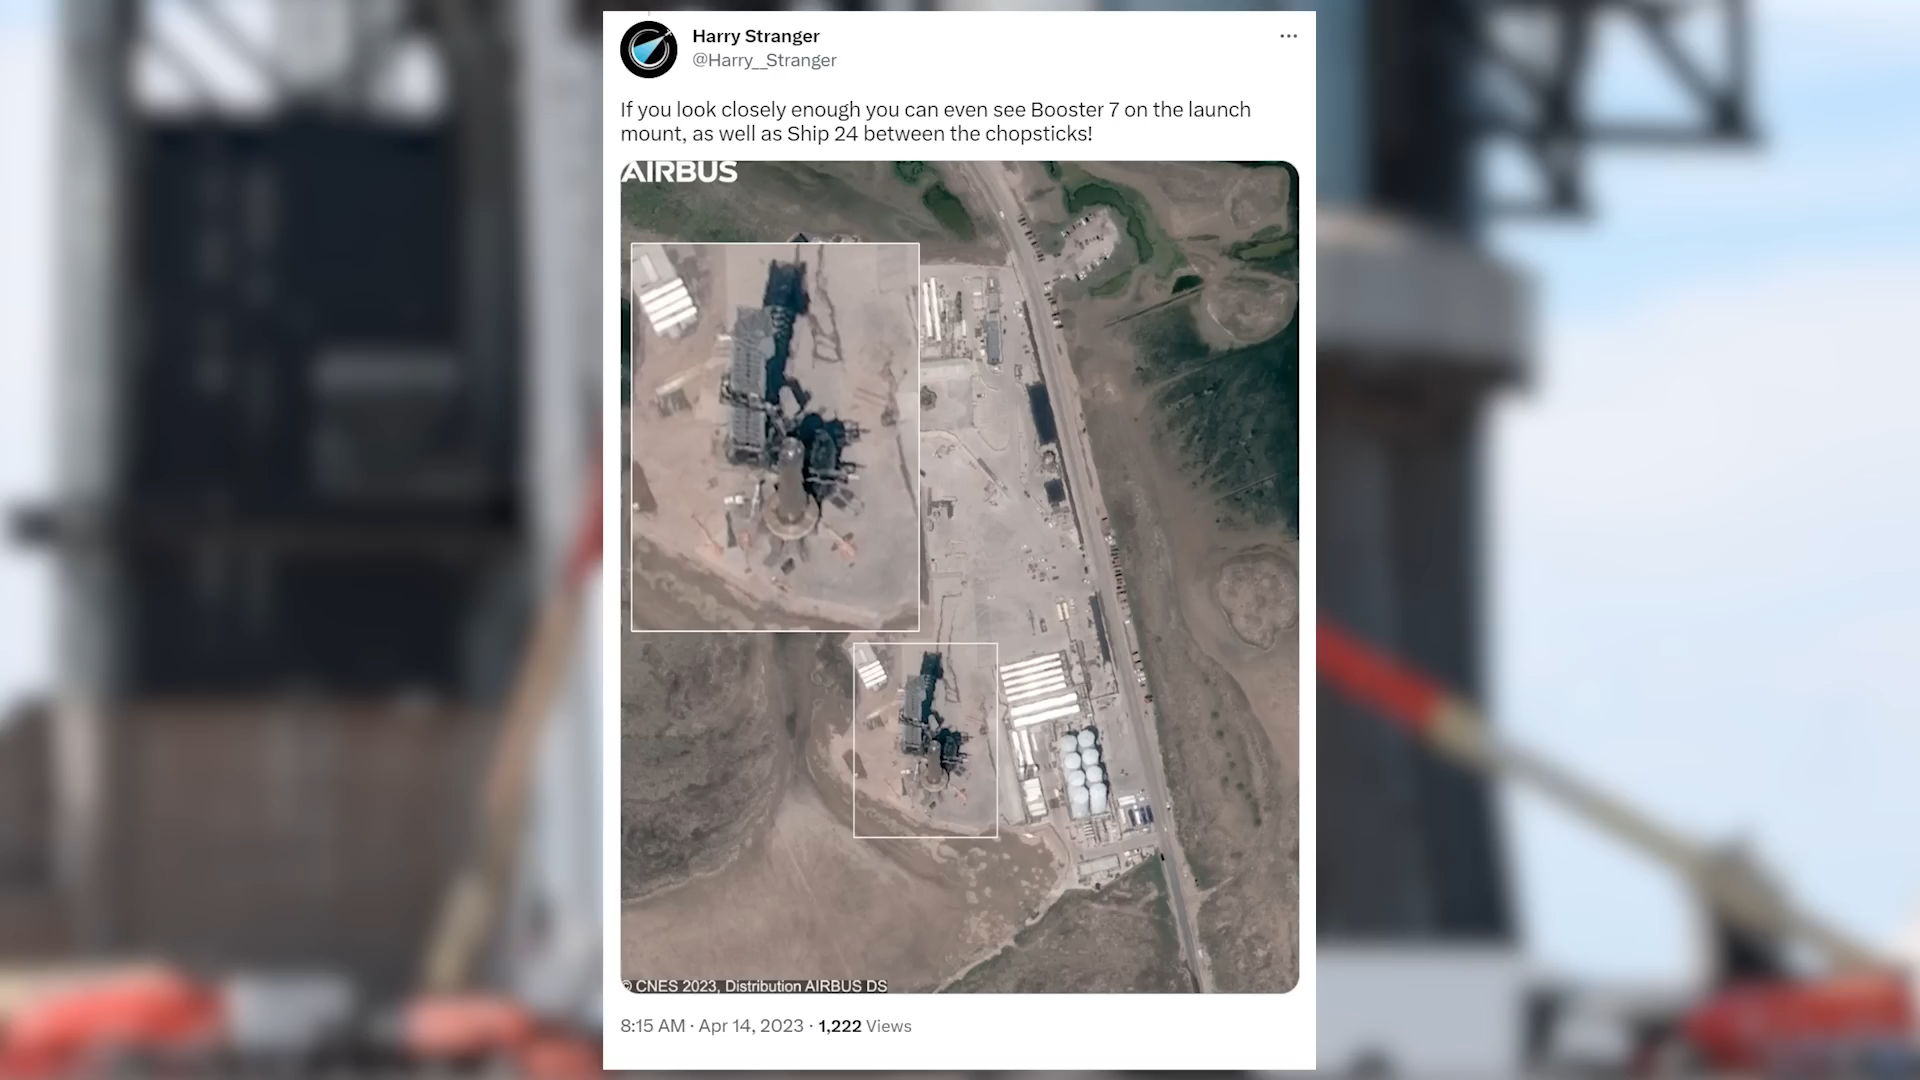 Harry Stranger
@Harry__Stranger
If you look closely enough you can even see Booster 7 on the launch
mount, as well as Ship 24 between the chopsticks!
AIRBUS
© CNES 2023, Distribution AIRBUS DS
8:15 AM · Apr 14, 2023 · 1,222 Views